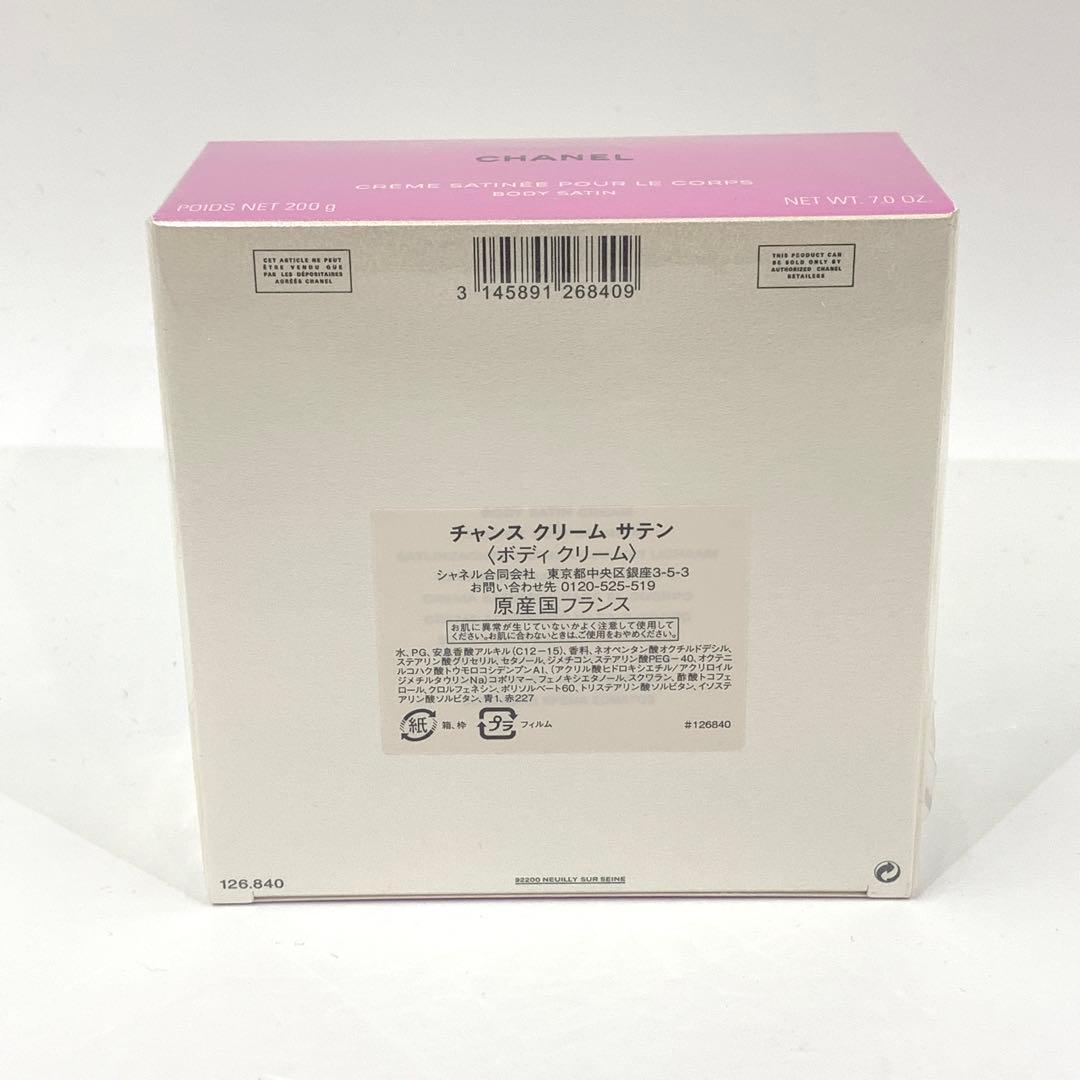 CHANEL
CRÈME SATINÉE POUR LE CORPS
BODY SATIN
POIDS NET 200 g
NET WT. 7.0 OZ.
CET ARTICLE NE PEUT
ÊTRE VENDU QUE
PAR LES DÉPOSITAIRES
AGRÉÉS CHANEL
3 145891 268409
THIS PRODUCT CAN
BE SOLD ONLY BY
AUTHORIZED CHANEL
RETAILERS
チャンス クリーム サテン
〈ボディ クリーム〉
シャネル合同会社 東京都中央区銀座3-5-3
お問い合わせ先 0120-525-519
原産国フランス
お肌に異常が生じていないかよく注意して使用して
ください。お肌に合わないときは、ご使用をおやめください。
水、PG、安息香酸アルキル(C12-15)、香料、ネオペンタン酸オクチルドデシル、
ステアリン酸グリセリル、セタノール、ジメチコン、ステアリン酸PEG-40、オクテニ
ルコハク酸トウモロコシデンプンAl、(アクリル酸ヒドロキシエチル/アクリロイル
ジメチルタウリンNa)コポリマー、フェノキシエタノール、スクワラン、酢酸トコフェ
ロール、クロルフェネシン、ポリソルベート60、トリステアリン酸ソルビタン、イソステ
アリン酸ソルビタン、青1、赤227
紙 箱、枠 プラ フィルム #126840
126.840
92200 NEUILLY SUR SEINE